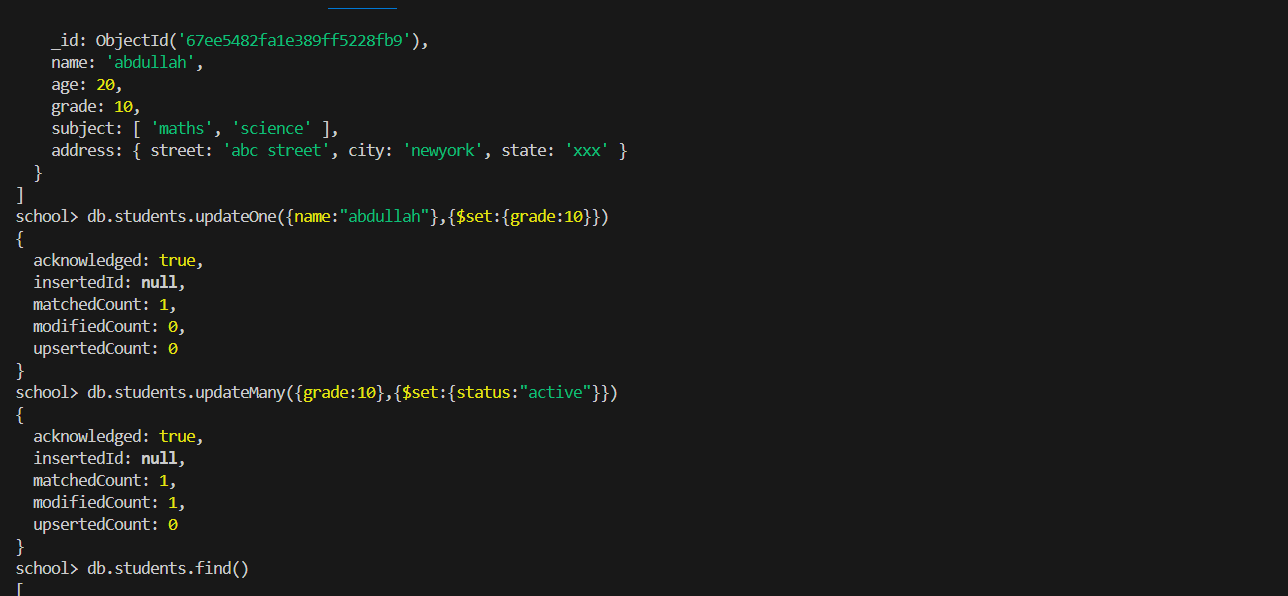 _id: ObjectId('67ee5482fa1e389ff5228fb9'),
name: 'abdullah',
age: 20,
grade: 10,
subject: [ 'maths', 'science' ],
address: { street: 'abc street', city: 'newyork', state: 'xxx' }
}
]
school> db.students.updateOne({name:"abdullah"},{$set:{grade:10}})
{
acknowledged: true,
insertedId: null,
matchedCount: 1,
modifiedCount: 0,
upsertedCount: 0
}
school> db.students.updateMany({grade:10},{$set:{status:"active"}})
{
acknowledged: true,
insertedId: null,
matchedCount: 1,
modifiedCount: 1,
upsertedCount: 0
}
school> db.students.find()
[